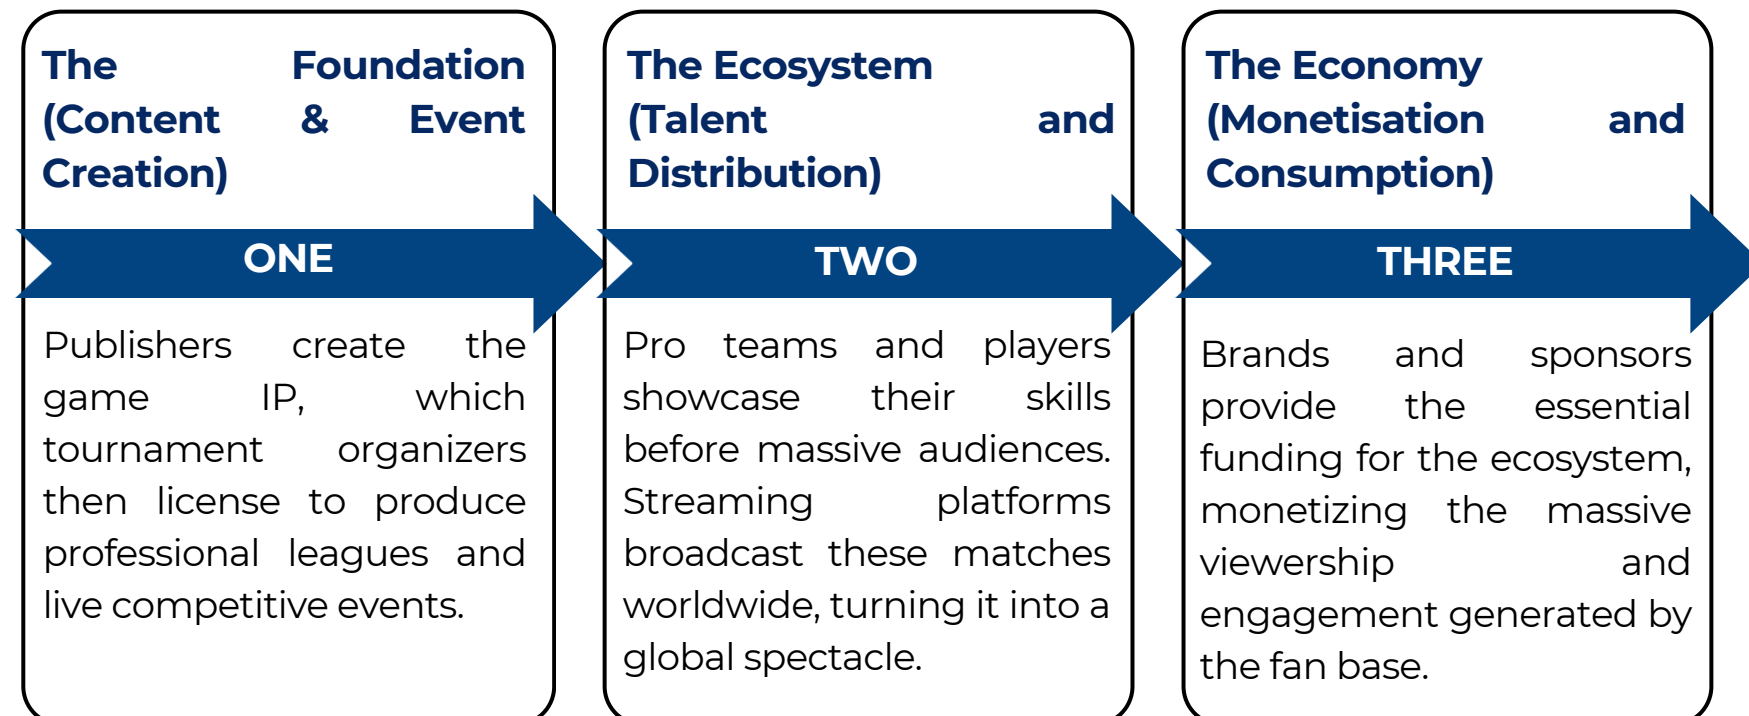 The Foundation
(Content & Event
Creation)
ONE
Publishers create the
game IP, which
tournament organizers
then license to produce
professional leagues and
live competitive events.
The Ecosystem
(Talent and
Distribution)
TWO
Pro teams and players
showcase their skills
before massive audiences.
Streaming platforms
broadcast these matches
worldwide, turning it into a
global spectacle.
The Economy
(Monetisation and
Consumption)
THREE
Brands and sponsors
provide the essential
funding for the ecosystem,
monetizing the massive
viewership and
engagement generated by
the fan base.